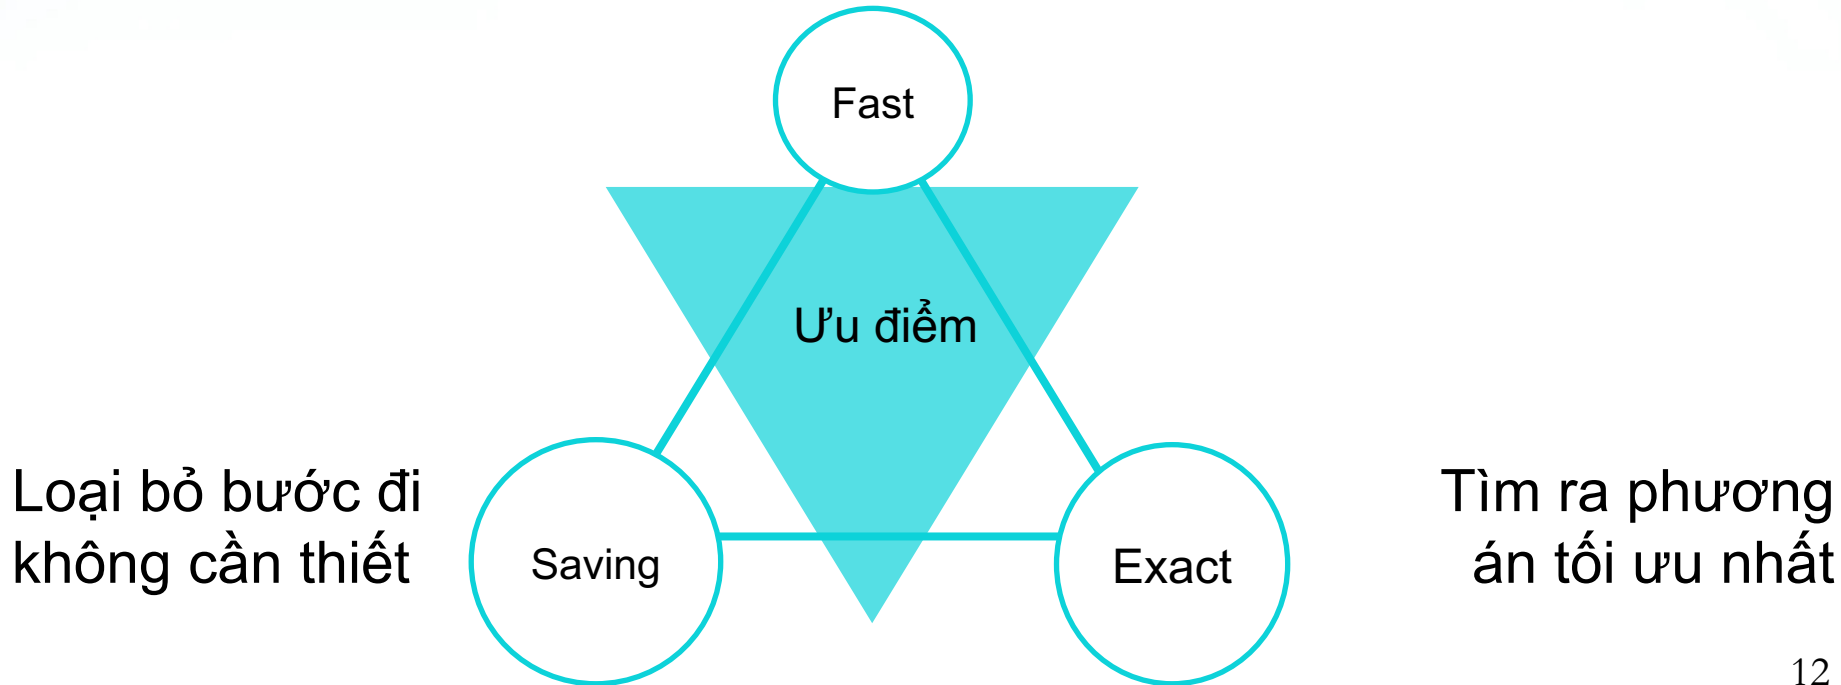 Fast
Ưu điểm
Loại bỏ bước đi
không cần thiết
Saving
Exact
Tìm ra phương
án tối ưu nhất
12